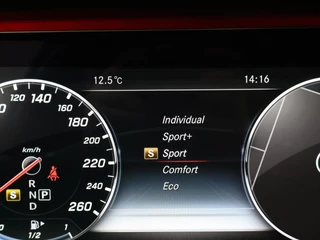 12.5°C
14:16
120 140
160
180
200
220
240
260
km/h
Individual
Sport+
S Sport
Comfort
Eco
R
S N P
D
1/2
1